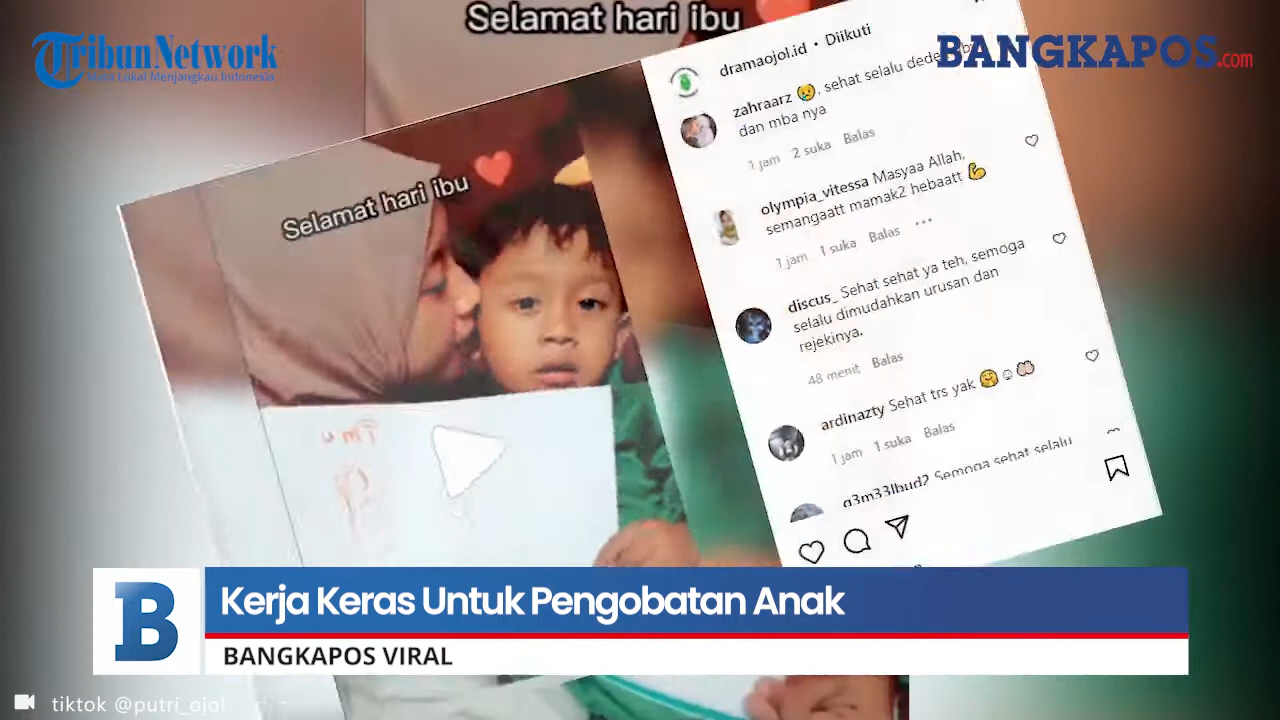 Selamat hari ibu
Tribun Network
Mata Lokal Menjangkau Indonesia
BANGKAPOS.com
dramaojol.id • Diikuti
zahraarz 😢, sehat selalu dede
dan mba nya
1 jam 2 suka Balas
olympia_vitessa Masyaa Allah,
semangaatt mamak2 hebaatt 💪
1 jam 1 suka Balas ...
discus_ Sehat sehat ya teh, semoga
selalu dimudahkan urusan dan
rejekinya.
48 menit Balas
ardinazty Sehat trs yak 🤗☺🤲🏻
1 jam 1 suka Balas
Semoga sehat selalu
Selamat hari ibu
B
Kerja Keras Untuk Pengobatan Anak
BANGKAPOS VIRAL
tiktok @putri_ojol